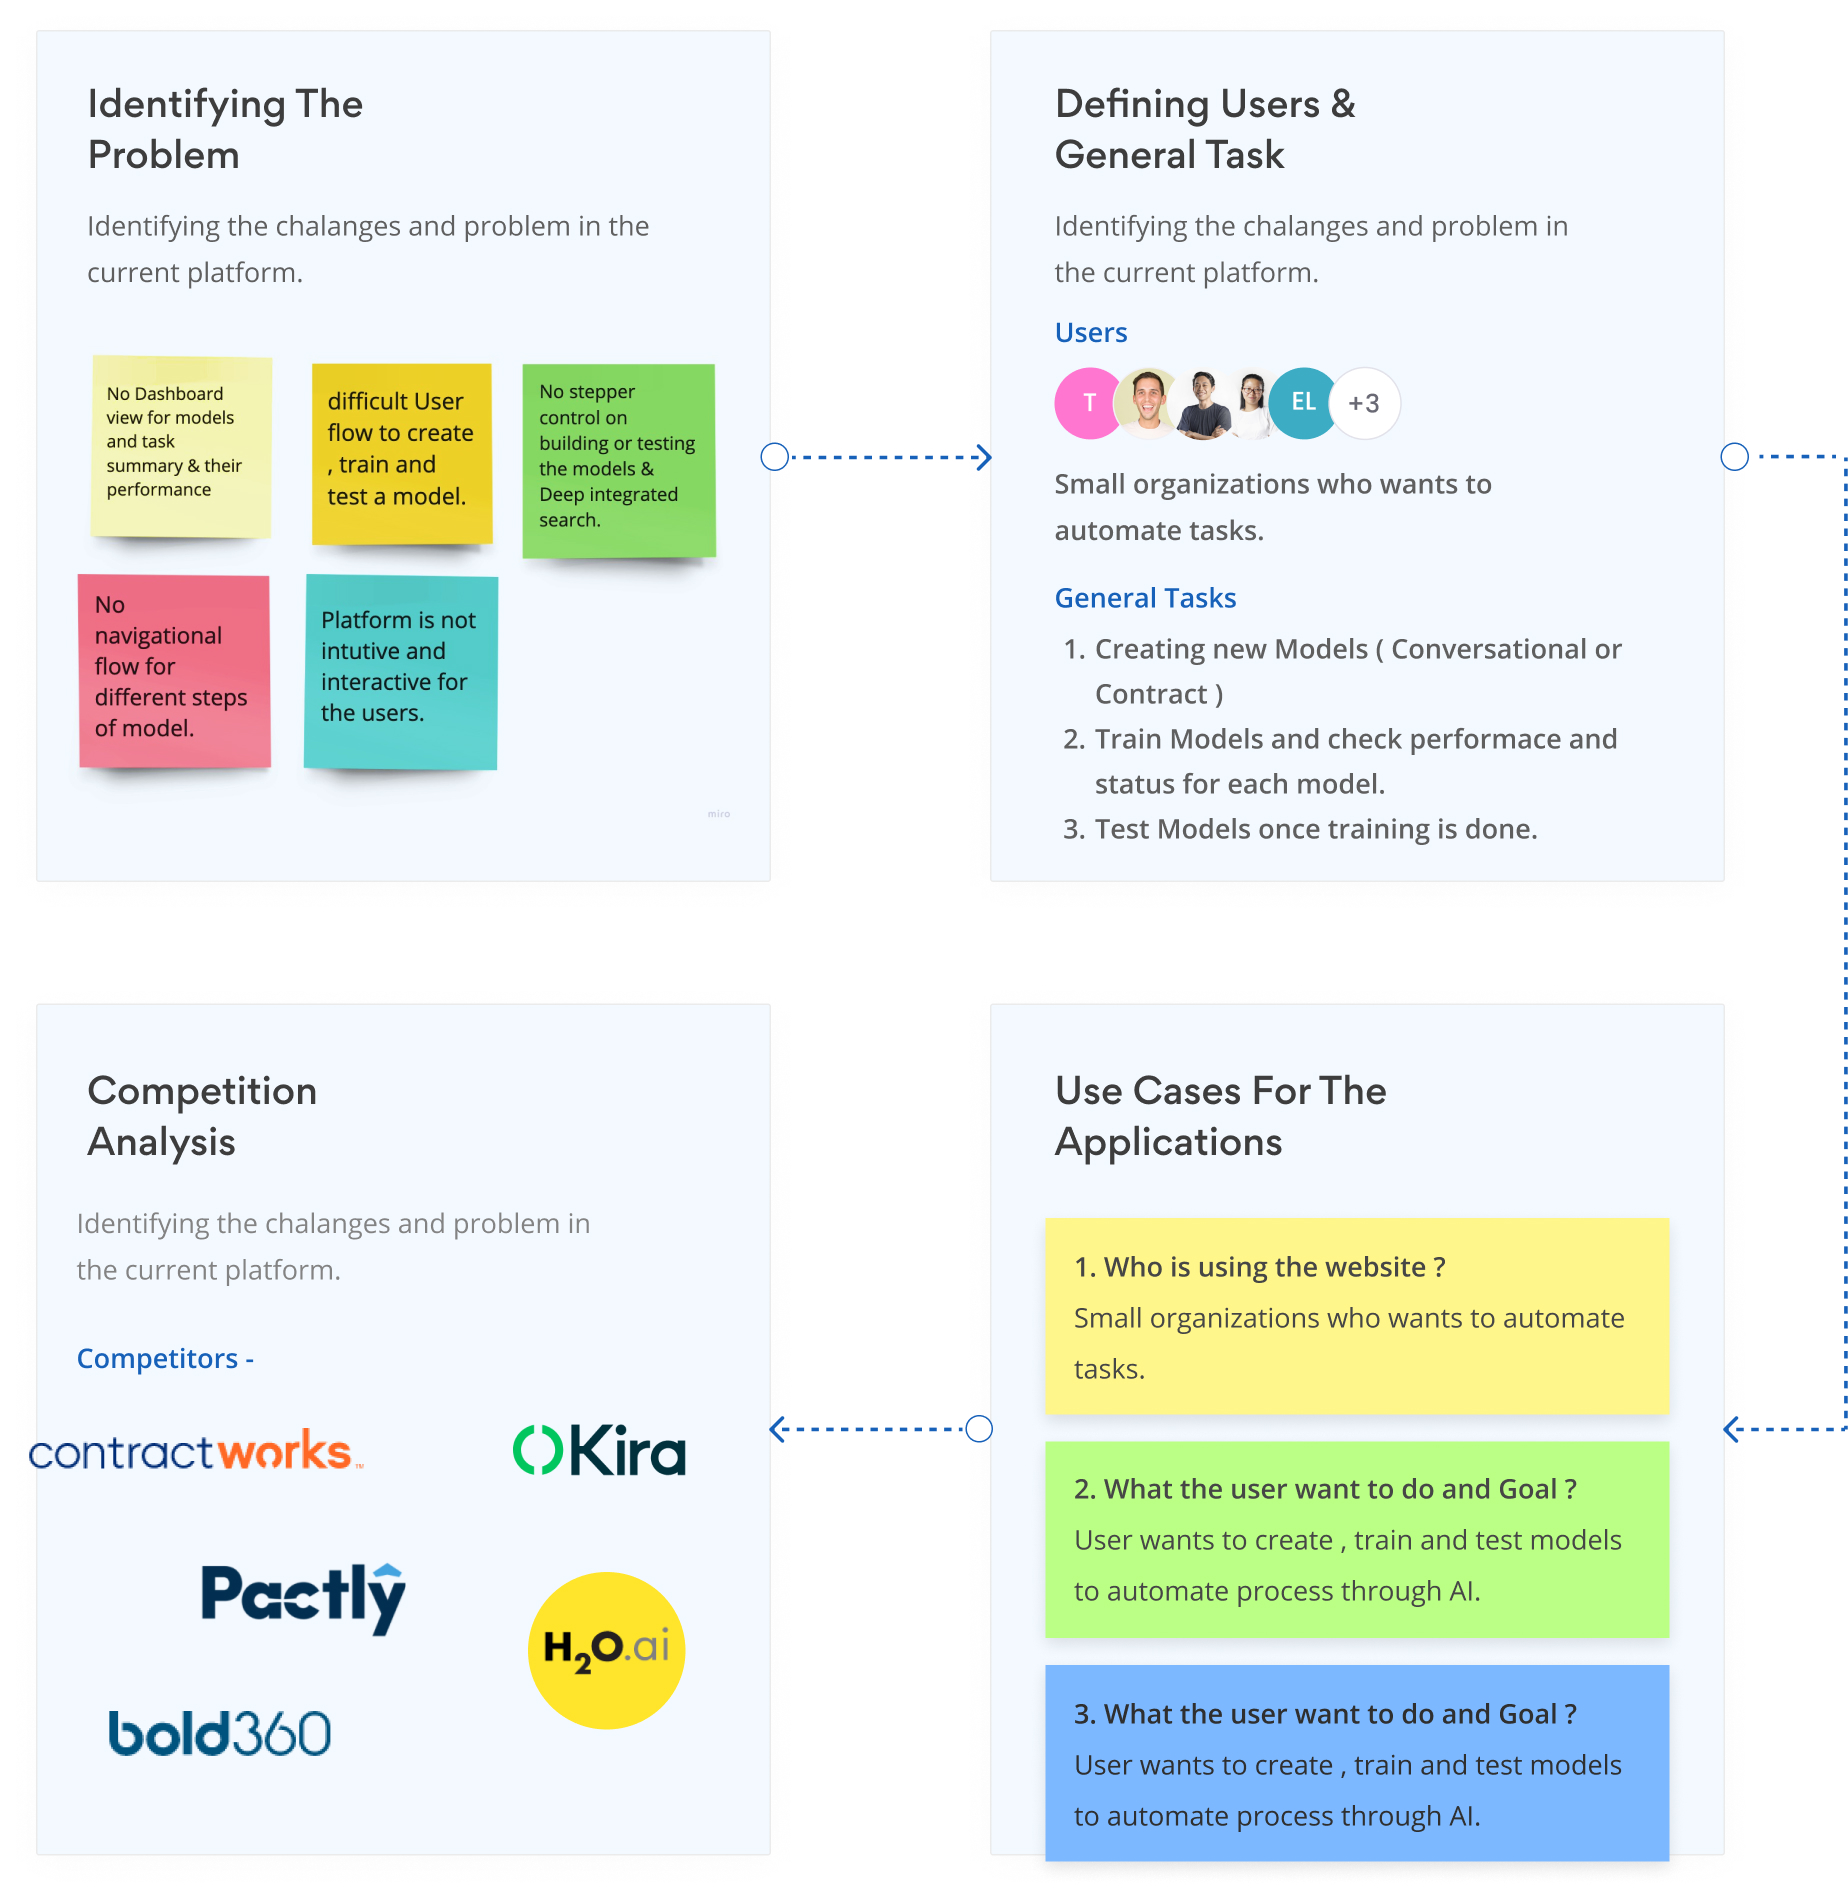 Identifying The
Problem
Identifying the chalanges and problem in the
current platform.
No Dashboard
view for models
and task
summary & their
performance
difficult User
flow to create
, train and
test a model.
No stepper
control on
building or testing
the models &
Deep integrated
search.
No
navigational
flow for
different steps
of model.
Platform is not
intutive and
interactive for
the users.
miro
Defining Users &
General Task
Identifying the chalanges and problem in
the current platform.
Users
T
EL
+3
Small organizations who wants to
automate tasks.
General Tasks
1. Creating new Models ( Conversational or
Contract )
2. Train Models and check performace and
status for each model.
3. Test Models once training is done.
Use Cases For The
Applications
1. Who is using the website ?
Small organizations who wants to automate
tasks.
2. What the user want to do and Goal ?
User wants to create , train and test models
to automate process through AI.
3. What the user want to do and Goal ?
User wants to create , train and test models
to automate process through AI.
Competition
Analysis
Identifying the chalanges and problem in
the current platform.
Competitors -
contractworks™
Kira
Pactly
H2O.ai
bold360